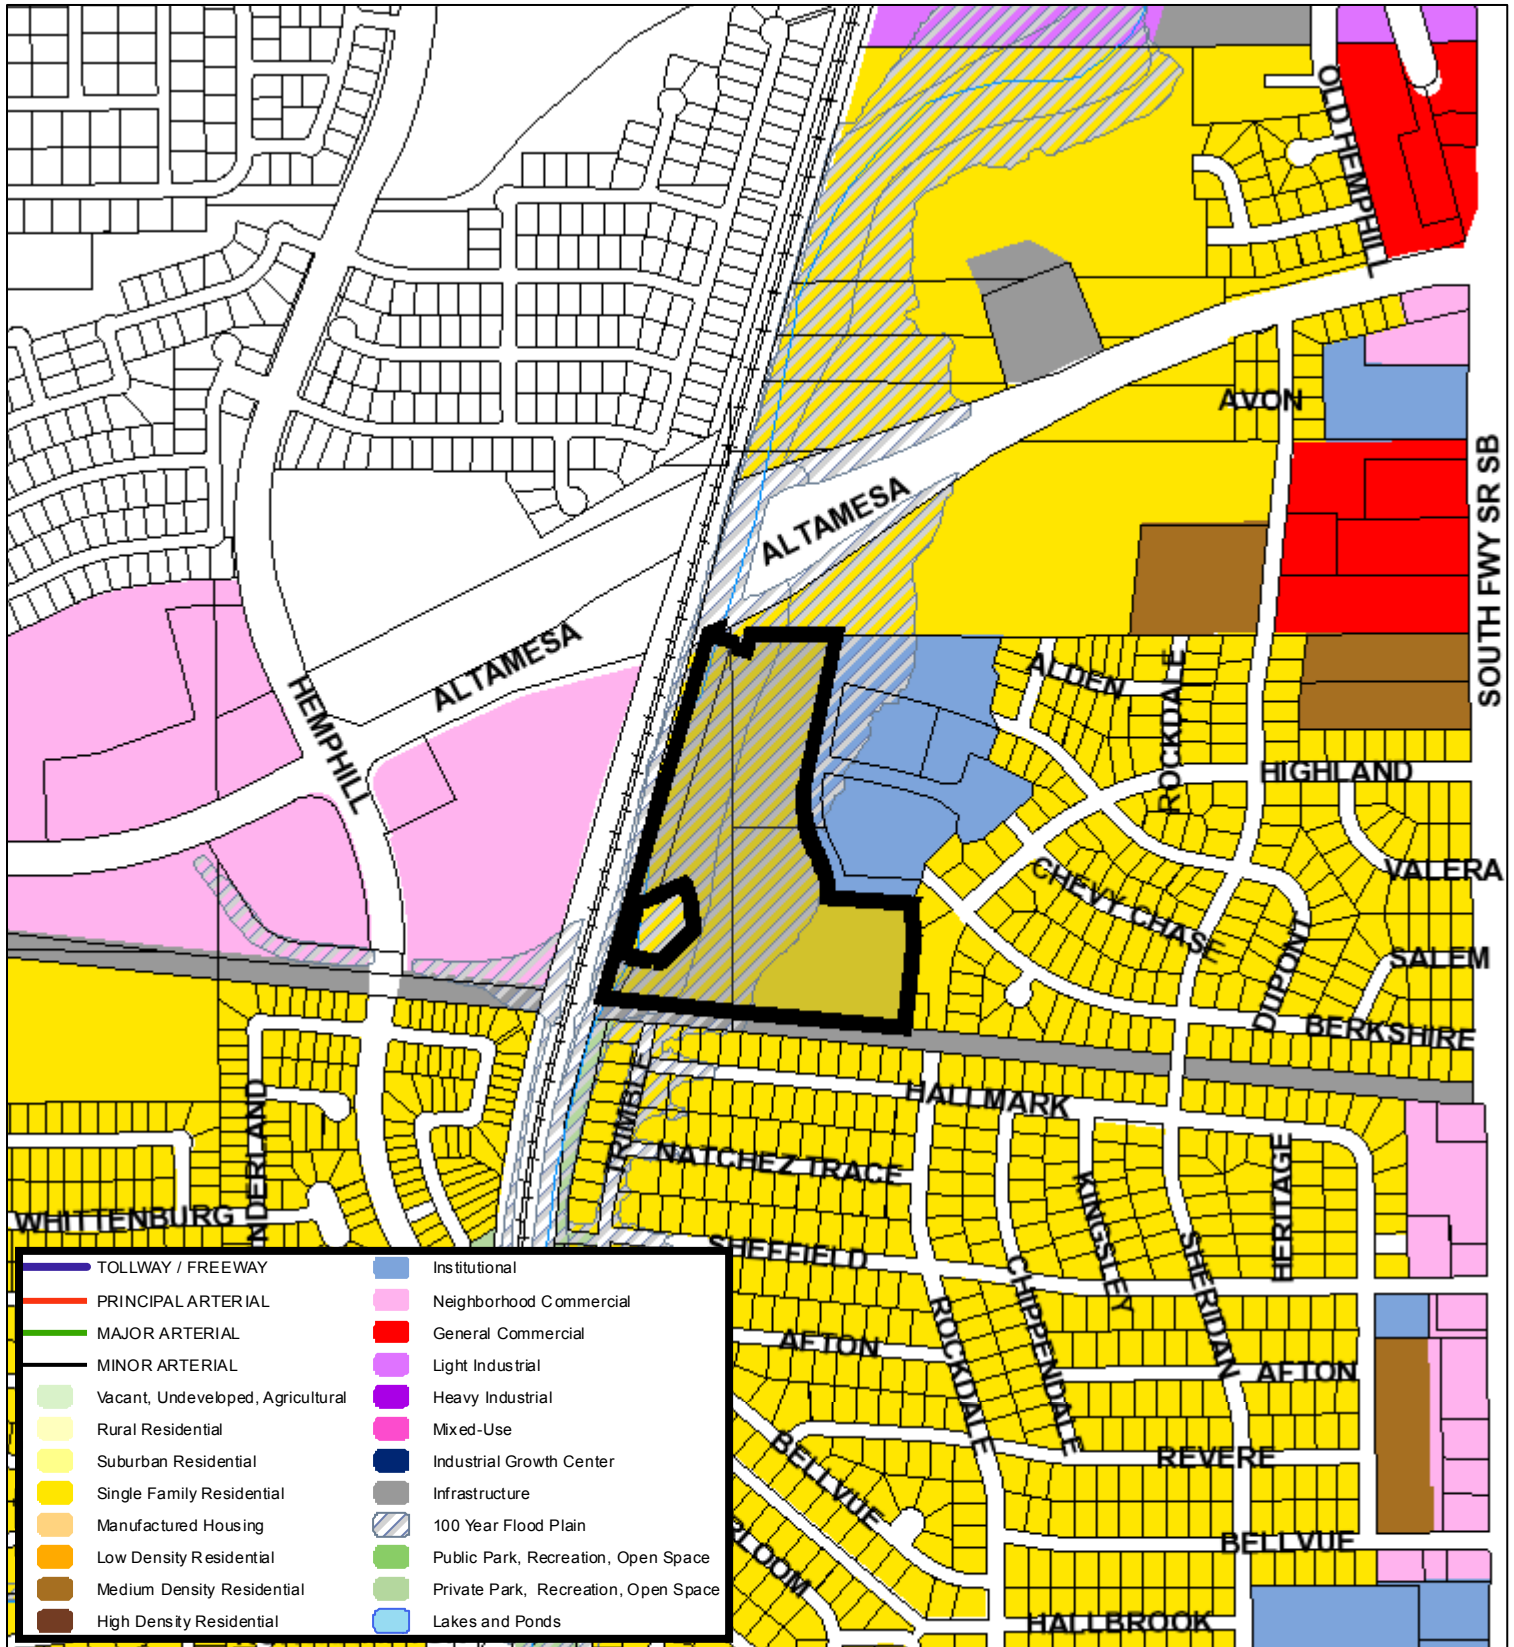 OLD HEMPHILL
AVON
SOUTH FWY SR SB
ALTAMESA
ALTAMESA
HEMPHILL
ALDEN
ROCKDALE
HIGHLAND
VALERA
CHEVY CHASE
DUPONT
SALEM
BERKSHIRE
TRIMBLE
HALLMARK
NATCHEZ TRACE
KINGSLEY
HERITAGE
NDERLAND
WHITTENBURG
SHEFFIELD
CHIPPENDALE
SHERIDAN
ROCKDALE
AFTON
AFTON
REVERE
BELLVUE
BELLVUE
RLOOM
HALLBROOK
TOLLWAY / FREEWAY
PRINCIPAL ARTERIAL
MAJOR ARTERIAL
MINOR ARTERIAL
Vacant, Undeveloped, Agricultural
Rural Residential
Suburban Residential
Single Family Residential
Manufactured Housing
Low Density Residential
Medium Density Residential
High Density Residential
Institutional
Neighborhood Commercial
General Commercial
Light Industrial
Heavy Industrial
Mixed-Use
Industrial Growth Center
Infrastructure
100 Year Flood Plain
Public Park, Recreation, Open Space
Private Park, Recreation, Open Space
Lakes and Ponds